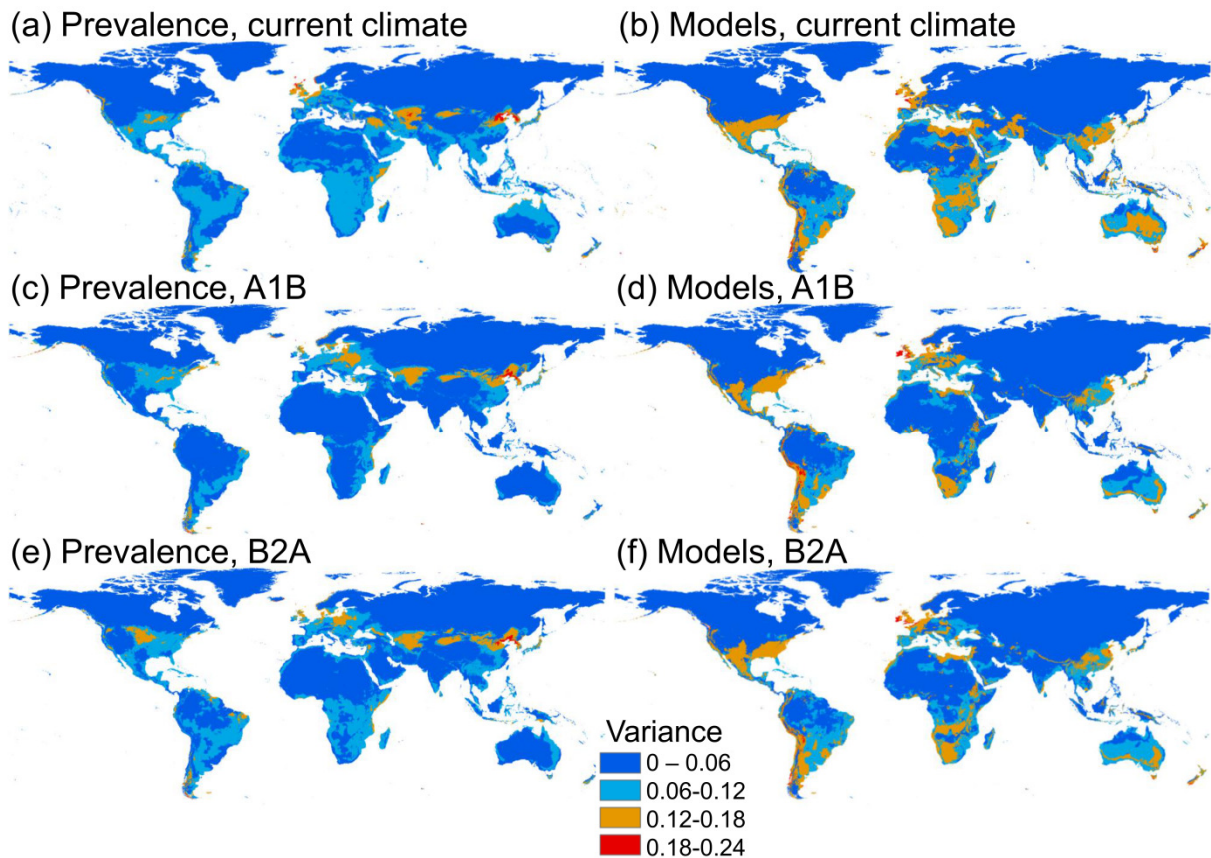 (a) Prevalence, current climate
(b) Models, current climate
(c) Prevalence, A1B
(d) Models, A1B
(e) Prevalence, B2A
(f) Models, B2A
Variance
0 – 0.06
0.06-0.12
0.12-0.18
0.18-0.24